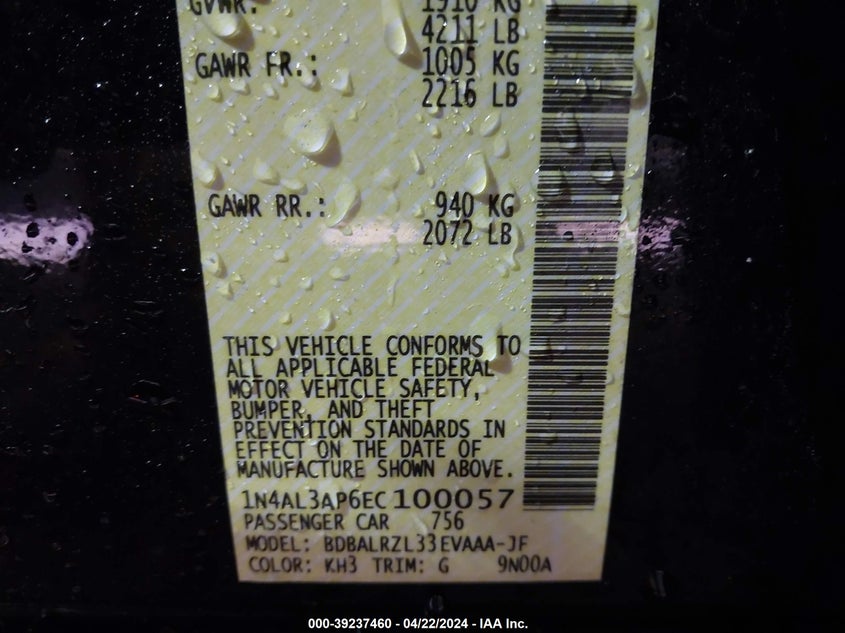 GVWR: 1910 KG
4211 LB
GAWR FR.: 1005 KG
2216 LB
GAWR RR.: 940 KG
2072 LB
THIS VEHICLE CONFORMS TO
ALL APPLICABLE FEDERAL
MOTOR VEHICLE SAFETY,
BUMPER, AND THEFT
PREVENTION STANDARDS IN
EFFECT ON THE DATE OF
MANUFACTURE SHOWN ABOVE.
1N4AL3AP6EC100057
PASSENGER CAR 756
MODEL: BDBALRZL33EVAAA-JF
COLOR: KH3 TRIM: G 9N00A
000-39237460 - 04/22/2024 - IAA Inc.